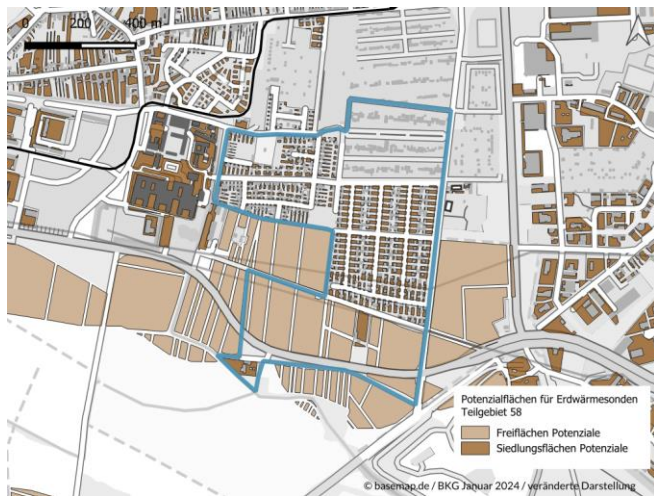 0 200 400 m
Potenzialflächen für Erdwärmesonden
Teilgebiet 58
Freiflächen Potenziale
Siedlungsflächen Potenziale
© basemap.de / BKG Januar 2024 / veränderte Darstellung